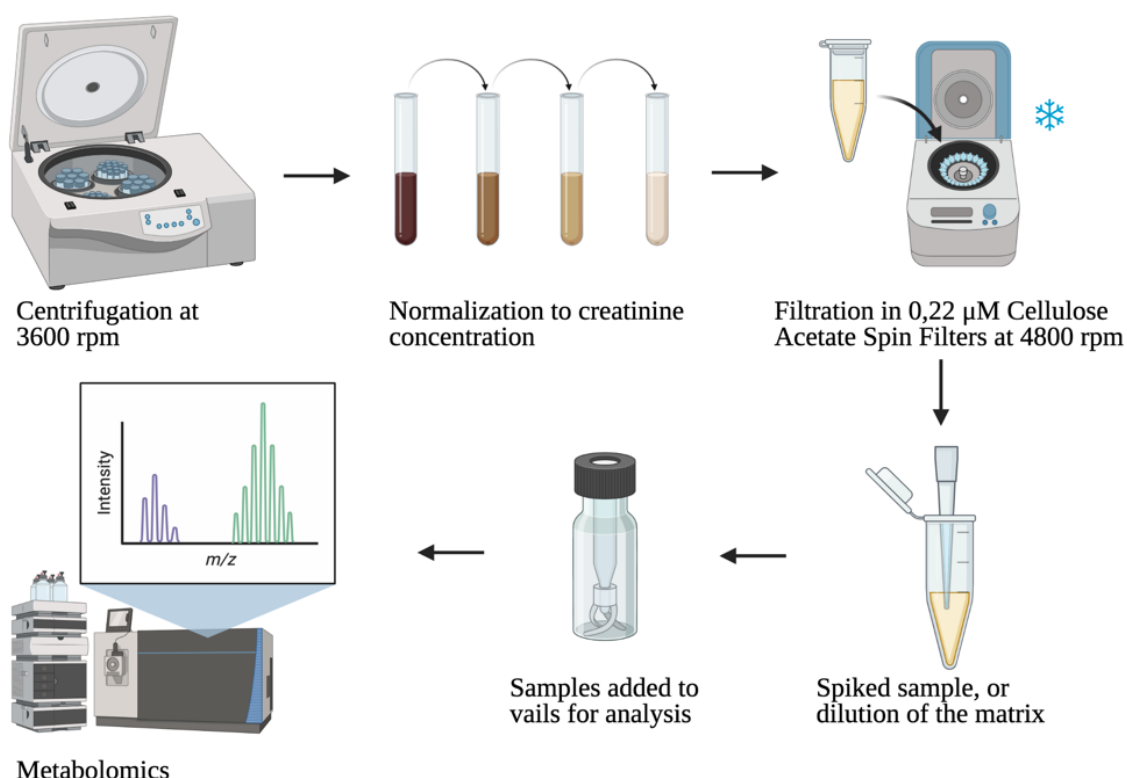 Centrifugation at
3600 rpm
Normalization to creatinine
concentration
Filtration in 0,22 μM Cellulose
Acetate Spin Filters at 4800 rpm
Spiked sample, or
dilution of the matrix
Samples added to
vails for analysis
Intensity
m/z
Metabolomics